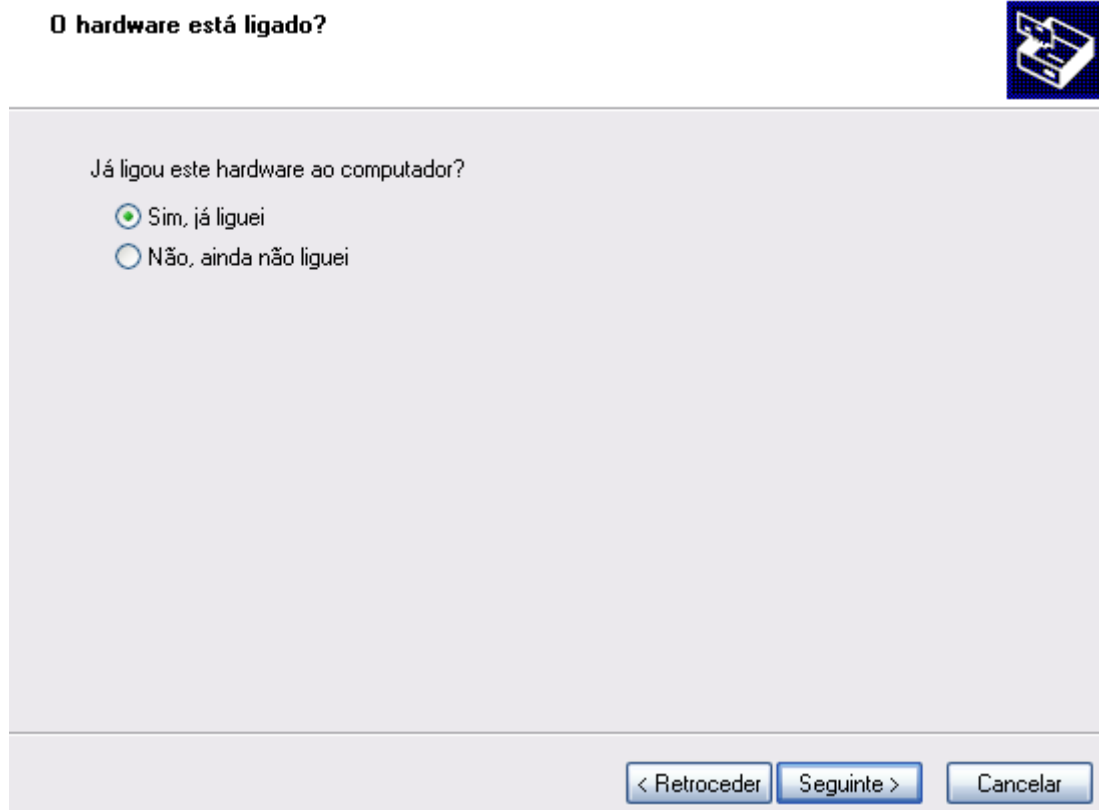 O hardware está ligado?
Já ligou este hardware ao computador?
Sim, já liguei
Não, ainda não liguei
< Retroceder
Seguinte >
Cancelar